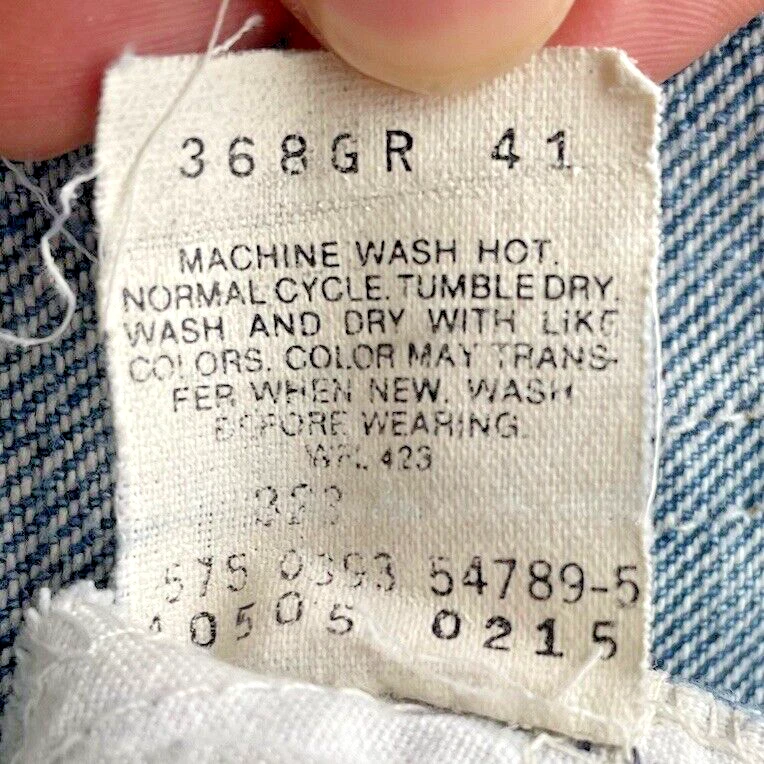 368GR 41
MACHINE WASH HOT.
NORMAL CYCLE. TUMBLE DRY.
WASH AND DRY WITH LIKE
COLORS. COLOR MAY TRANS-
FER WHEN NEW. WASH
BEFORE WEARING.
WPL 423
575 0393 54789-5
10505 0215